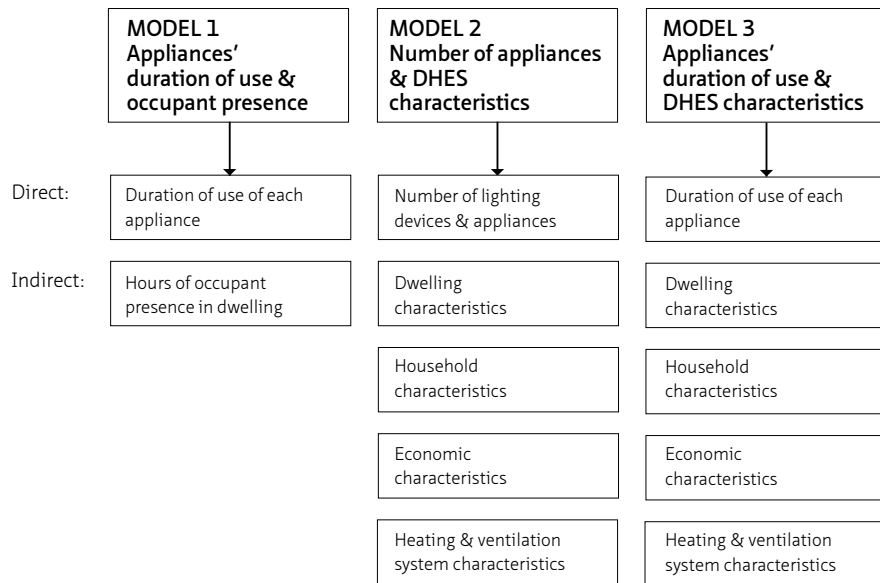 MODEL 1
Appliances’
duration of use &
occupant presence
MODEL 2
Number of appliances
& DHES
characteristics
MODEL 3
Appliances’
duration of use &
DHES characteristics
Direct:
Duration of use of each
appliance
Number of lighting
devices & appliances
Duration of use of each
appliance
Indirect:
Hours of occupant
presence in dwelling
Dwelling
characteristics
Dwelling
characteristics
Household
characteristics
Household
characteristics
Economic
characteristics
Economic
characteristics
Heating & ventilation
system characteristics
Heating & ventilation
system characteristics